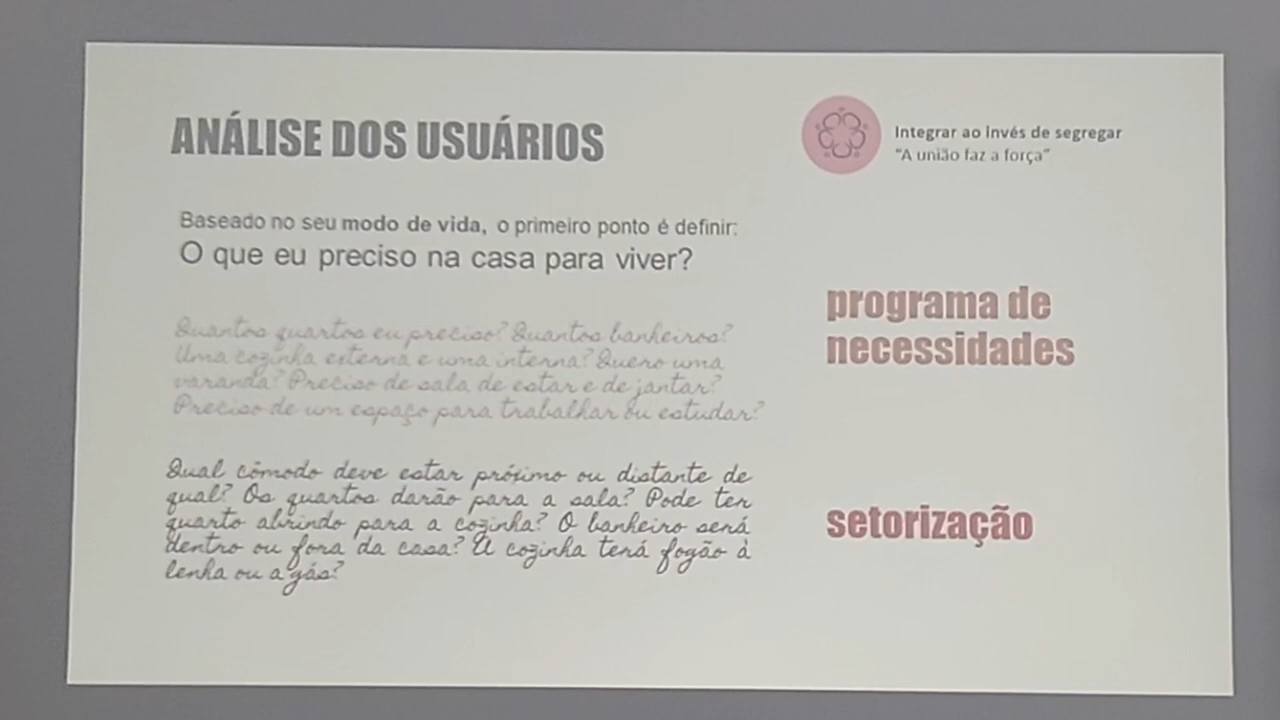 ANÁLISE DOS USUÁRIOS
Integrar ao Invés de segregar
"A união faz a força"
Baseado no seu modo de vida, o primeiro ponto é definir:
O que eu preciso na casa para viver?
Quantos quartos eu preciso? Quantos banheiros?
Uma cozinha externa e uma interna? Quero uma
varanda? Preciso de sala de estar e de jantar?
Preciso de um espaço para trabalhar ou estudar?
programa de
necessidades
Qual cômodo deve estar próximo ou distante de
qual? Os quartos darão para a sala? Pode ter
quarto abrindo para a cozinha? O banheiro será
dentro ou fora da casa? A cozinha terá fogão à
lenha ou a gás?
setorização